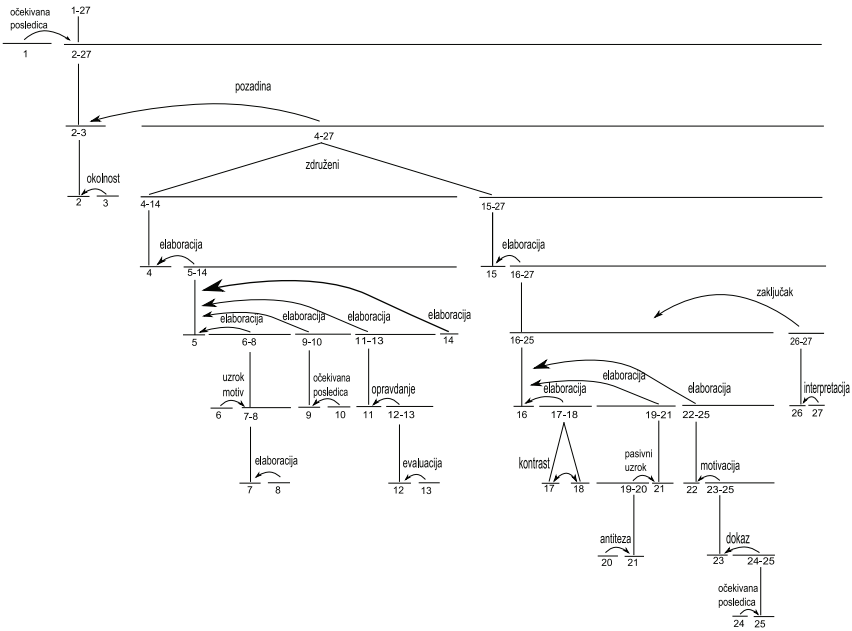 očekivana
posledica
1-27
1
2-27
pozadina
2-3
4-27
združeni
okolnost
2
3
4-14
15-27
elaboracija
elaboracija
4
5-14
15
16-27
zaključak
elaboracija
elaboracija
elaboracija
elaboracija
5
6-8
9-10
11-13
14
16-25
26-27
uzrok
motiv
očekivana
posledica
opravdanje
elaboracija
elaboracija
elaboracija
interpretacija
6
7-8
9
10
11
12-13
16
17-18
19-21
22-25
26
27
elaboracija
evaluacija
kontrast
pasivni
uzrok
motivacija
7
8
12
13
17
18
19-20
21
22
23-25
antiteza
dokaz
20
21
23
24-25
očekivana
posledica
24
25